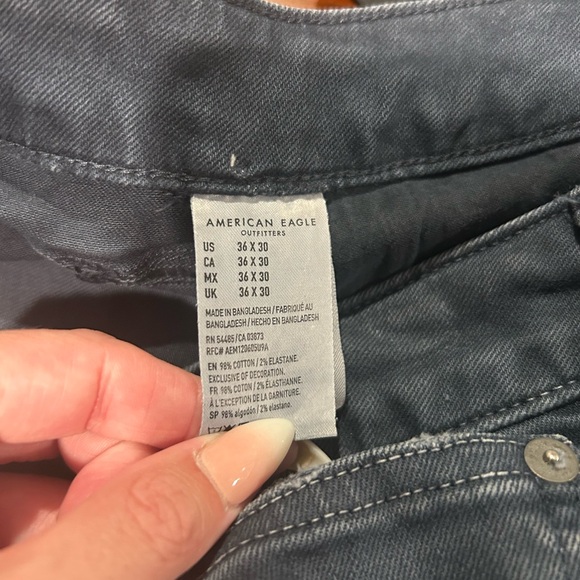 AMERICAN EAGLE
OUTFITTERS
US 36 X 30
CA 36 X 30
MX 36 X 30
UK 36 X 30
MADE IN BANGLADESH / FABRIQUÉ AU
BANGLADESH / HECHO EN BANGLADESH
RN 54485 / CA 03873
RFC# AEM120605U9A
EN 98% COTTON / 2% ELASTANE.
EXCLUSIVE OF DECORATION.
FR 98% COTON / 2% ÉLASTHANNE.
À L'EXCEPTION DE LA GARNITURE.
SP 98% algodón / 2% elastano.